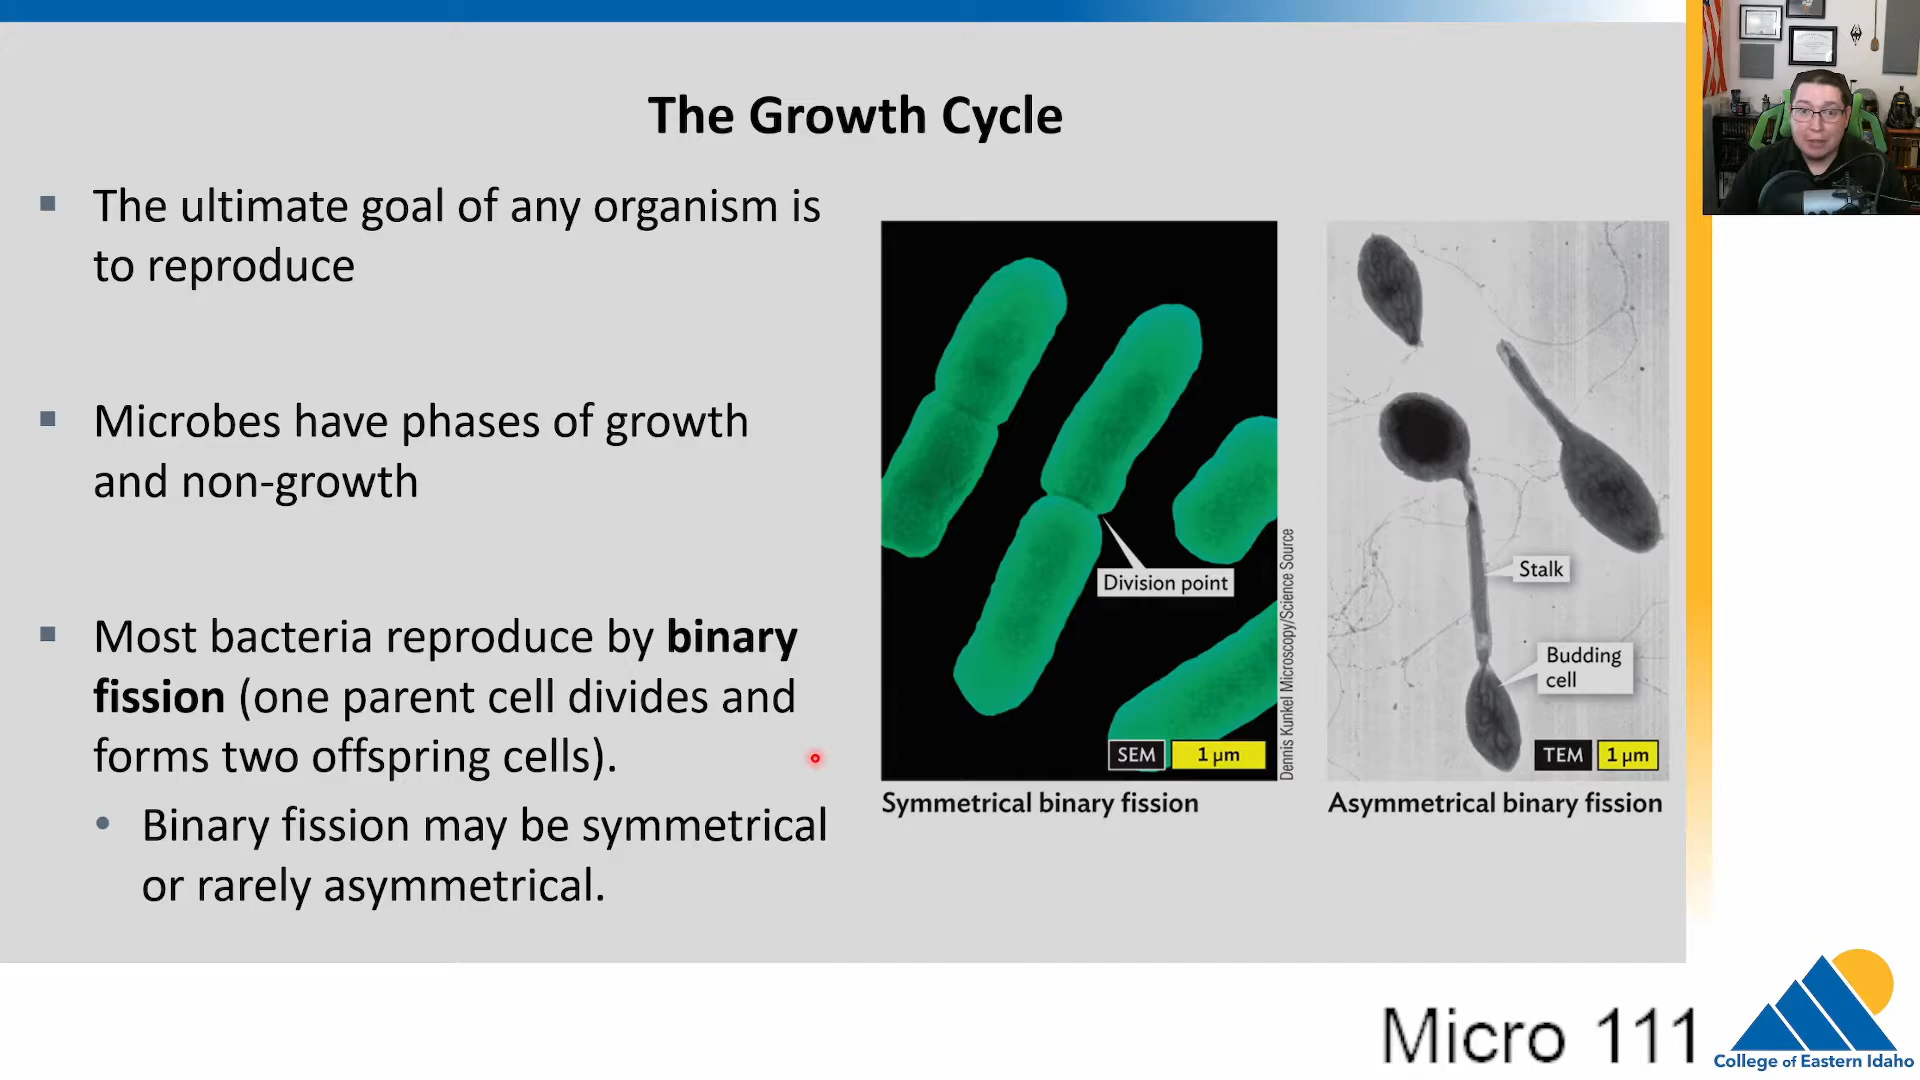 The Growth Cycle
The ultimate goal of any organism is
to reproduce
Microbes have phases of growth
and non-growth
Most bacteria reproduce by binary
fission (one parent cell divides and
forms two offspring cells).
Binary fission may be symmetrical
or rarely asymmetrical.
Division point
SEM
1 µm
Dennis Kunkel Microscopy/Science Source
Symmetrical binary fission
Stalk
Budding
cell
TEM
1 µm
Asymmetrical binary fission
Micro 111
College of Eastern Idaho